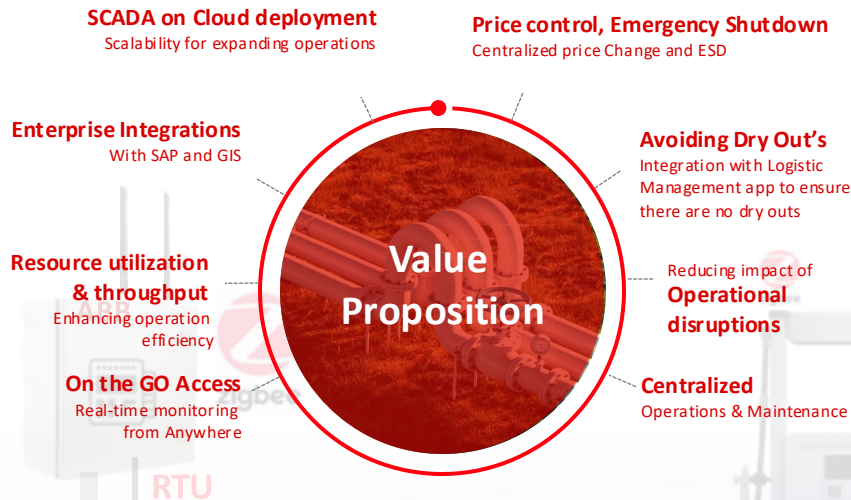 SCADA on Cloud deployment
Scalability for expanding operations
Price control, Emergency Shutdown
Centralized price Change and ESD
Enterprise Integrations
With SAP and GIS
Avoiding Dry Out's
Integration with Logistic
Management app to ensure
there are no dry outs
Value
Proposition
Resource utilization
& throughput
Enhancing operation
efficiency
Reducing impact of
Operational
disruptions
On the GO Access
Real-time monitoring
from Anywhere
Centralized
Operations & Maintenance
ABB
zigbee
RTU